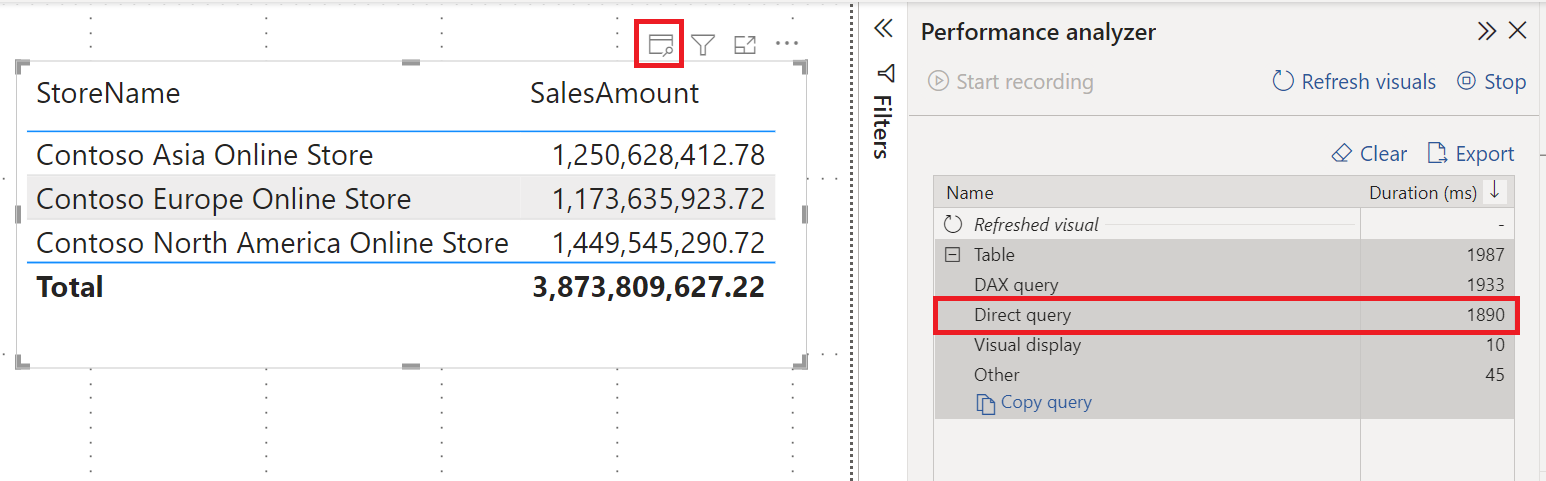 StoreName SalesAmount
Contoso Asia Online Store 1,250,628,412.78
Contoso Europe Online Store 1,173,635,923.72
Contoso North America Online Store 1,449,545,290.72
Total 3,873,809,627.22
Filters
Performance analyzer
Start recording Refresh visuals Stop
Clear Export
Name Duration (ms)
Refreshed visual -
Table 1987
DAX query 1933
Direct query 1890
Visual display 10
Other 45
Copy query